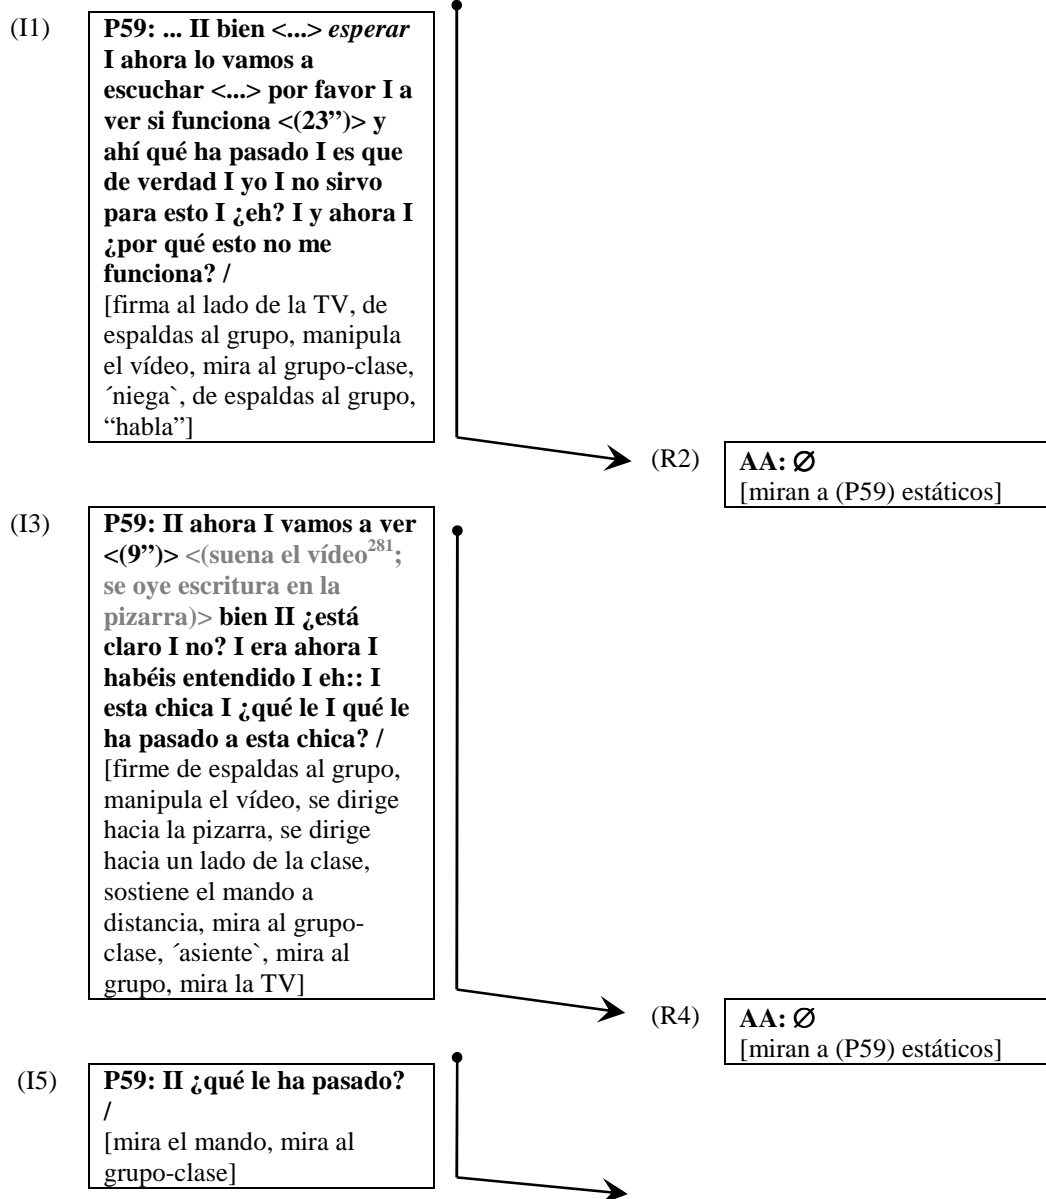 (I1)
P59: ... II bien <...> esperar
I ahora lo vamos a
escuchar <...> por favor I a
ver si funciona <(23”)> y
ahí qué ha pasado I es que
de verdad I yo I no sirvo
para esto I ¿eh? I y ahora I
¿por qué esto no me
funciona? /
[firma al lado de la TV, de
espaldas al grupo, manipula
el vídeo, mira al grupo-clase,
´niega`, de espaldas al grupo,
“habla”]
(R2)
AA: Ø
[miran a (P59) estáticos]
(I3)
P59: II ahora I vamos a ver
<(9”)> <(suena el vídeo281;
se oye escritura en la
pizarra)> bien II ¿está
claro I no? I era ahora I
habéis entendido I eh:: I
esta chica I ¿qué le I qué le
ha pasado a esta chica? /
[firme de espaldas al grupo,
manipula el vídeo, se dirige
hacia la pizarra, se dirige
hacia un lado de la clase,
sostiene el mando a
distancia, mira al grupo-
clase, ´asiente`, mira al
grupo, mira la TV]
(R4)
AA: Ø
[miran a (P59) estáticos]
(I5)
P59: II ¿qué le ha pasado?
/
[mira el mando, mira al
grupo-clase]